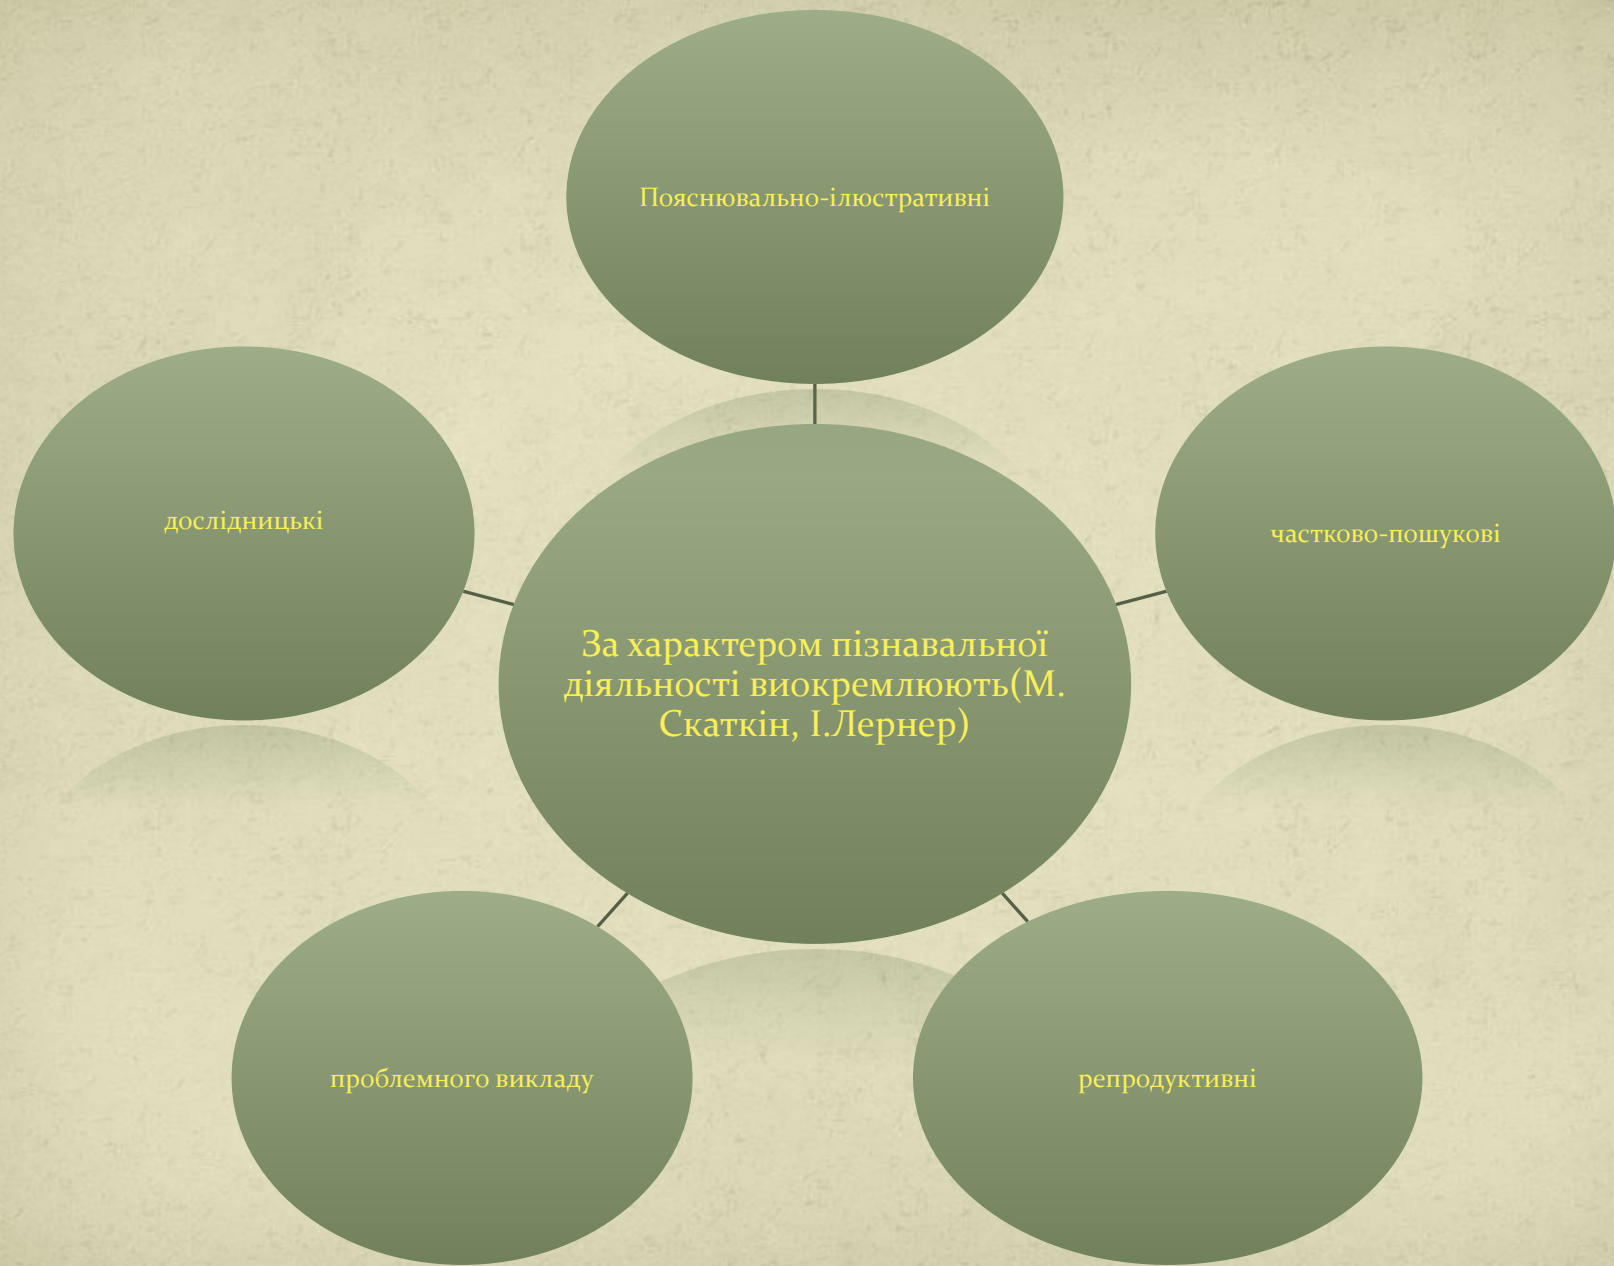 Пояснювально-ілюстративні
дослідницькі
частково-пошукові
За характером пізнавальної
діяльності виокремлюють(М.
Скаткін, І.Лернер)
проблемного викладу
репродуктивні